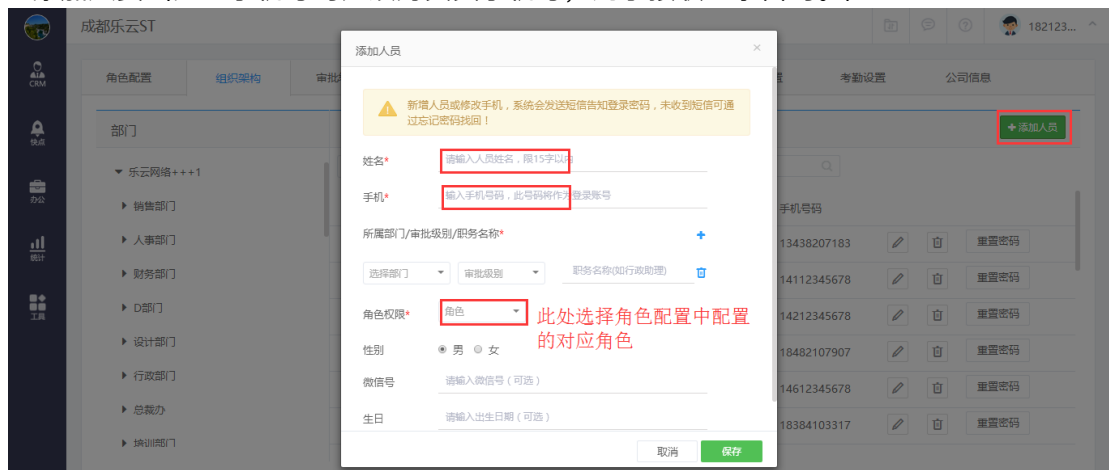 成都乐云ST
182123...
CRM
快点
办公
统计
工具
角色配置
组织架构
考勤设置
公司信息
部门
+ 添加人员
乐云网络+++1
销售部门
人事部门
财务部门
D部门
设计部门
行政部门
总裁办
培训部门
添加人员
×
新增人员或修改手机，系统会发送短信告知登录密码，未收到短信可通
过忘记密码找回！
姓名* 请输入人员姓名，限15字以内
手机* 输入手机号码，此号码将作为登录账号
所属部门/审批级别/职务名称* +
选择部门 审批级别 职务名称(如行政助理)
角色权限* 角色
此处选择角色配置中配置
的对应角色
性别 男 女
微信号 请输入微信号（可选）
生日 请输入出生日期（可选）
取消 保存
手机号码
13438207183 重置密码
14112345678 重置密码
14212345678 重置密码
18482107907 重置密码
14612345678 重置密码
18384103317 重置密码